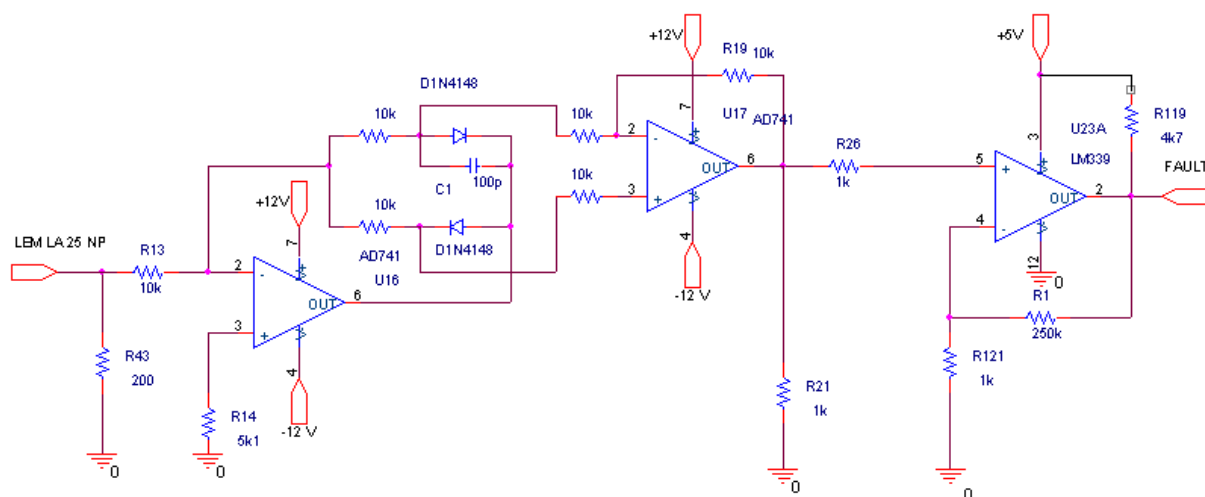 +12V
+5V
R19
10k
D1N4148
10k
10k
7
U17
AD741
2
-
R26
1k
6
OUT
C1
100p
10k
3
+
U23A
LM339
3
R119
4k7
5
+
OUT
2
FAULT
4
-
12
0
+12V
10k
D1N4148
AD741
U16
4
-12 V
LEM LA 25 NP
R13
10k
7
2
-
OUT
6
3
+
4
-12 V
R43
200
0
R14
5k1
0
R21
1k
0
R1
250k
R121
1k
0